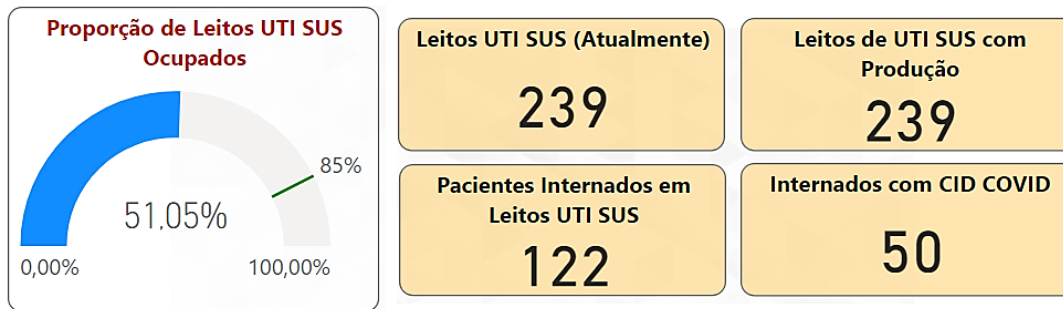 Proporção de Leitos UTI SUS
Ocupados
85%
51,05%
0,00%
100,00%
Leitos UTI SUS (Atualmente)
239
Leitos de UTI SUS com
Produção
239
Pacientes Internados em
Leitos UTI SUS
122
Internados com CID COVID
50